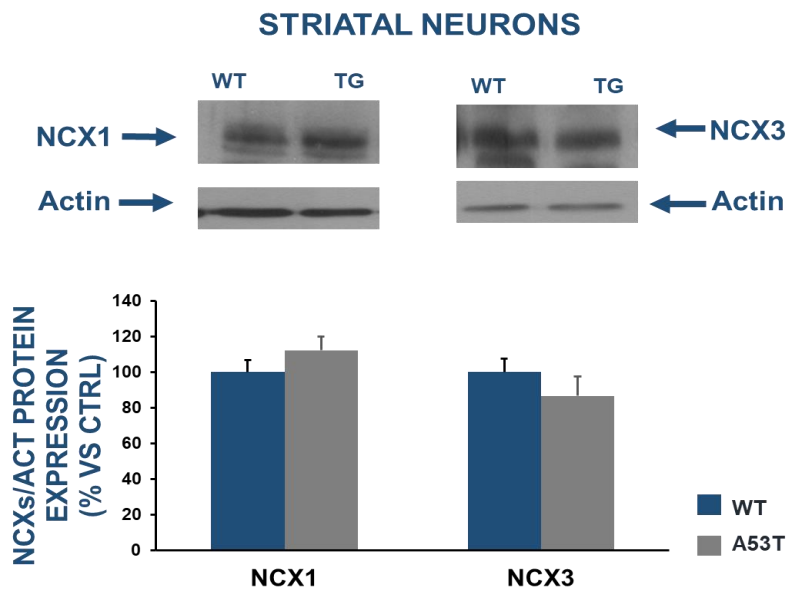 STRIATAL NEURONS
WT TG
WT TG
NCX1
NCX3
Actin
Actin
NCXs/ACT PROTEIN
EXPRESSION
(% VS CTRL)
140
120
100
80
60
40
20
0
NCX1 NCX3
WT
A53T